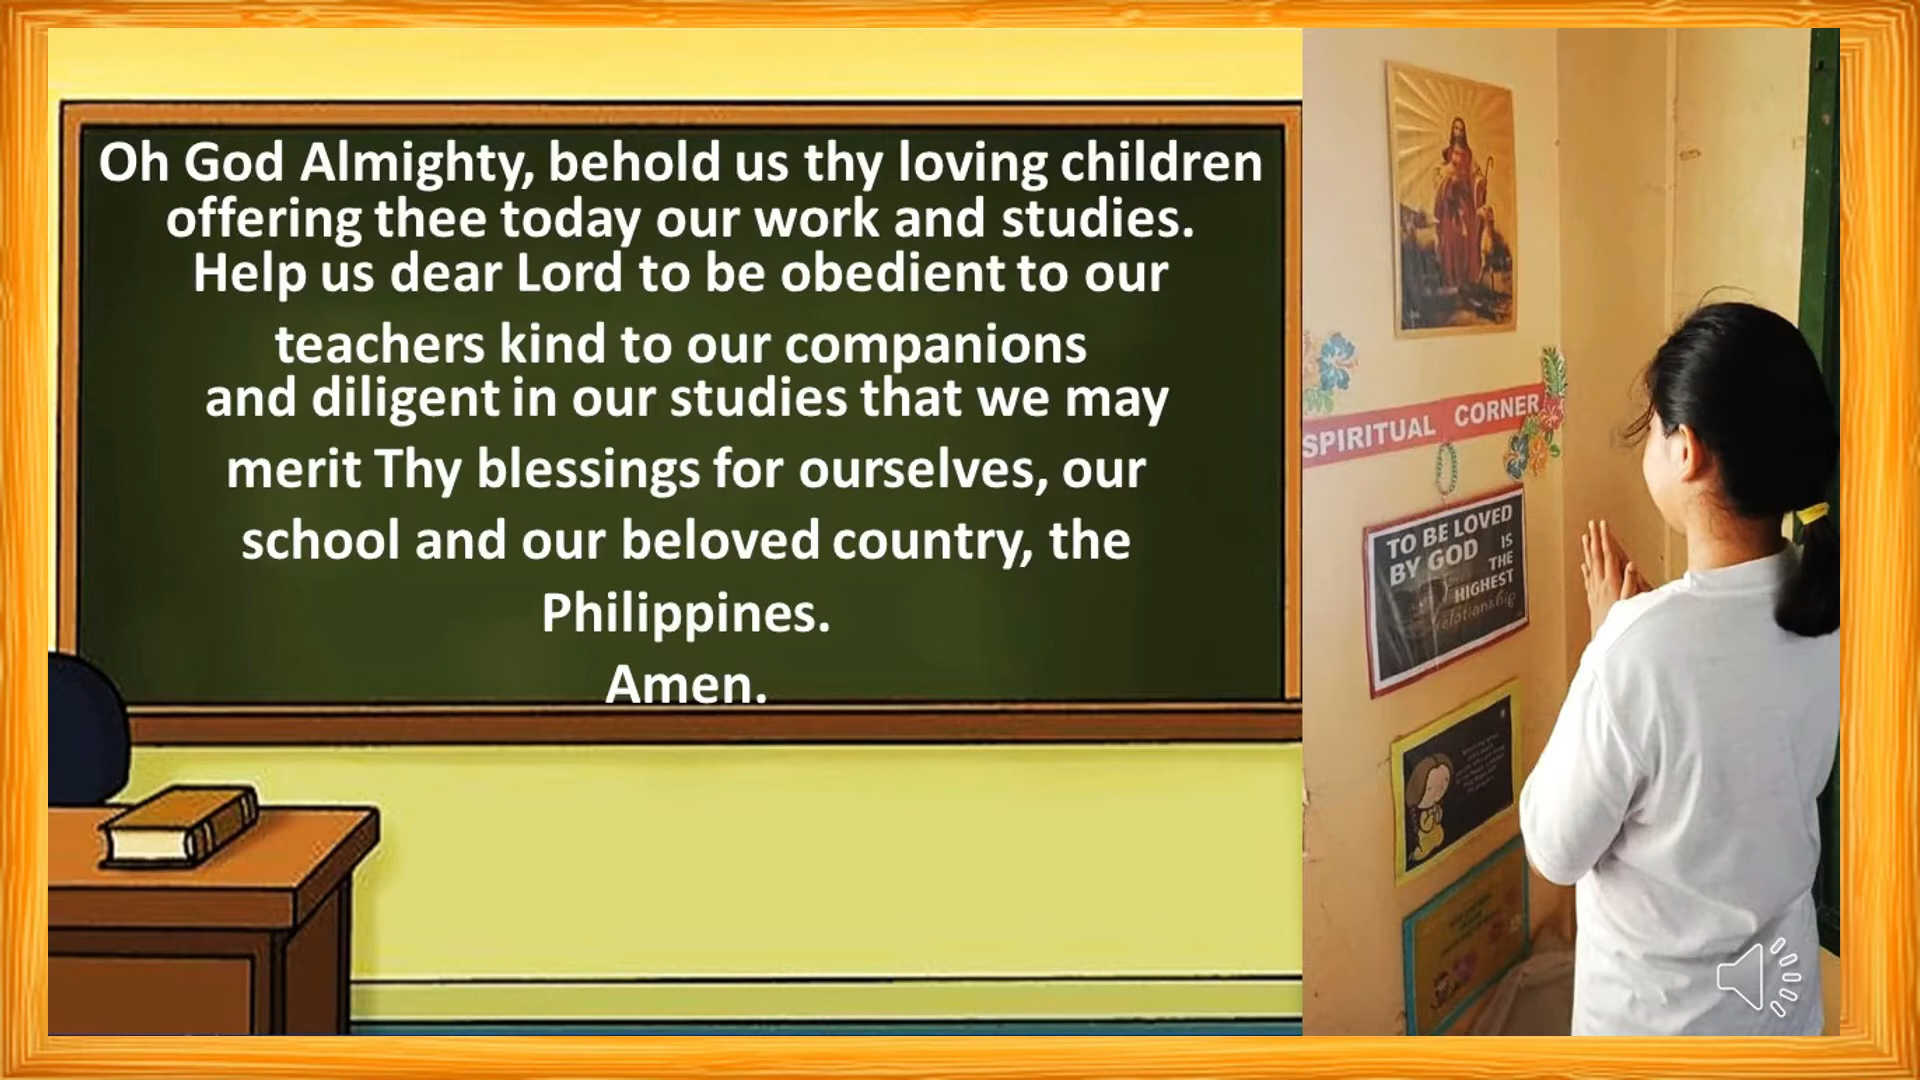 Oh God Almighty, behold us thy loving children
offering thee today our work and studies.
Help us dear Lord to be obedient to our
teachers kind to our companions
and diligent in our studies that we may
merit Thy blessings for ourselves, our
school and our beloved country, the
Philippines.
Amen.
SPIRITUAL CORNER
TO BE LOVED
BY GOD IS
THE
HIGHEST
relationship